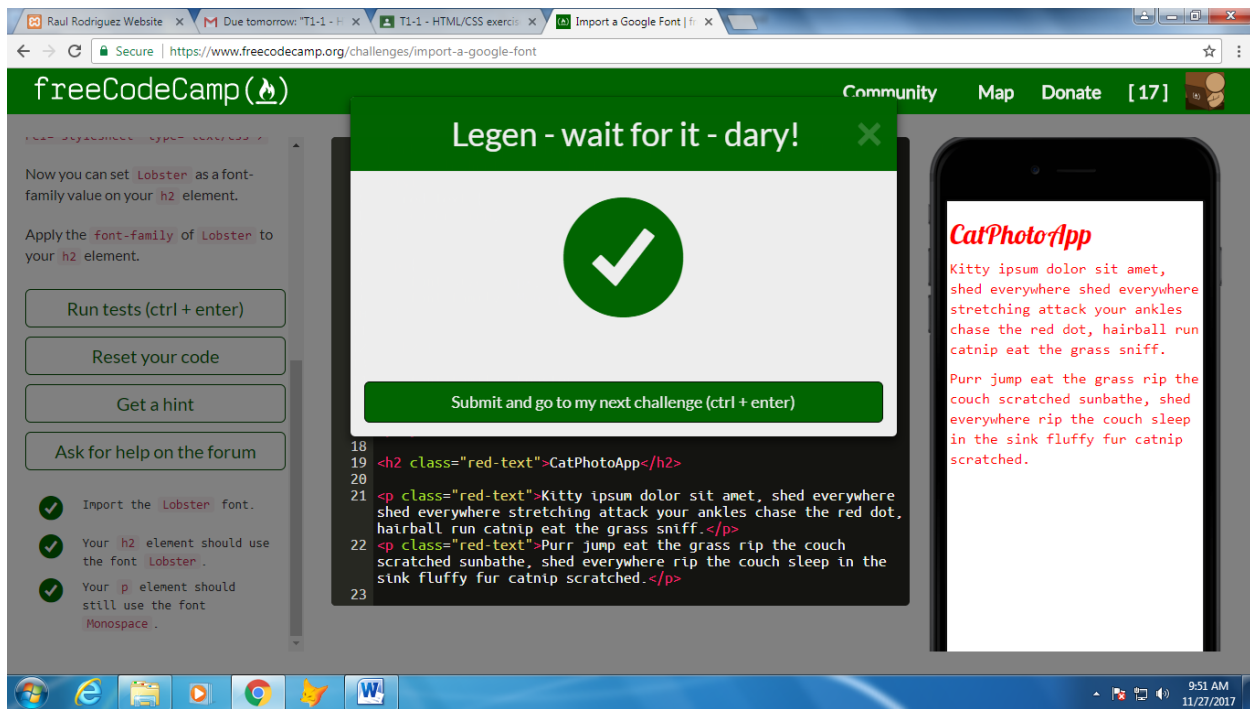 Raul Rodriguez Website
Due tomorrow: "T1-1 - H
T1-1 - HTML/CSS exercis
Import a Google Font | fr
Secure | https://www.freecodecamp.org/challenges/import-a-google-font
freeCodeCamp(
)
Community Map Donate [ 17 ]
Legen - wait for it - dary!
Now you can set Lobster as a font-
family value on your h2 element.
Apply the font-family of Lobster to
your h2 element.
Run tests (ctrl + enter)
Reset your code
Get a hint
Ask for help on the forum
Import the Lobster font.
Your h2 element should use
the font Lobster .
Your p element should
still use the font
Monospace .
Submit and go to my next challenge (ctrl + enter)
18
19 <h2 class="red-text">CatPhotoApp</h2>
20
21 <p class="red-text">Kitty ipsum dolor sit amet, shed everywhere
shed everywhere stretching attack your ankles chase the red dot,
hairball run catnip eat the grass sniff.</p>
22 <p class="red-text">Purr jump eat the grass rip the couch
scratched sunbathe, shed everywhere rip the couch sleep in the
sink fluffy fur catnip scratched.</p>
23
CatPhotoApp
Kitty ipsum dolor sit amet,
shed everywhere shed everywhere
stretching attack your ankles
chase the red dot, hairball run
catnip eat the grass sniff.
Purr jump eat the grass rip the
couch scratched sunbathe, shed
everywhere rip the couch sleep
in the sink fluffy fur catnip
scratched.
9:51 AM
11/27/2017